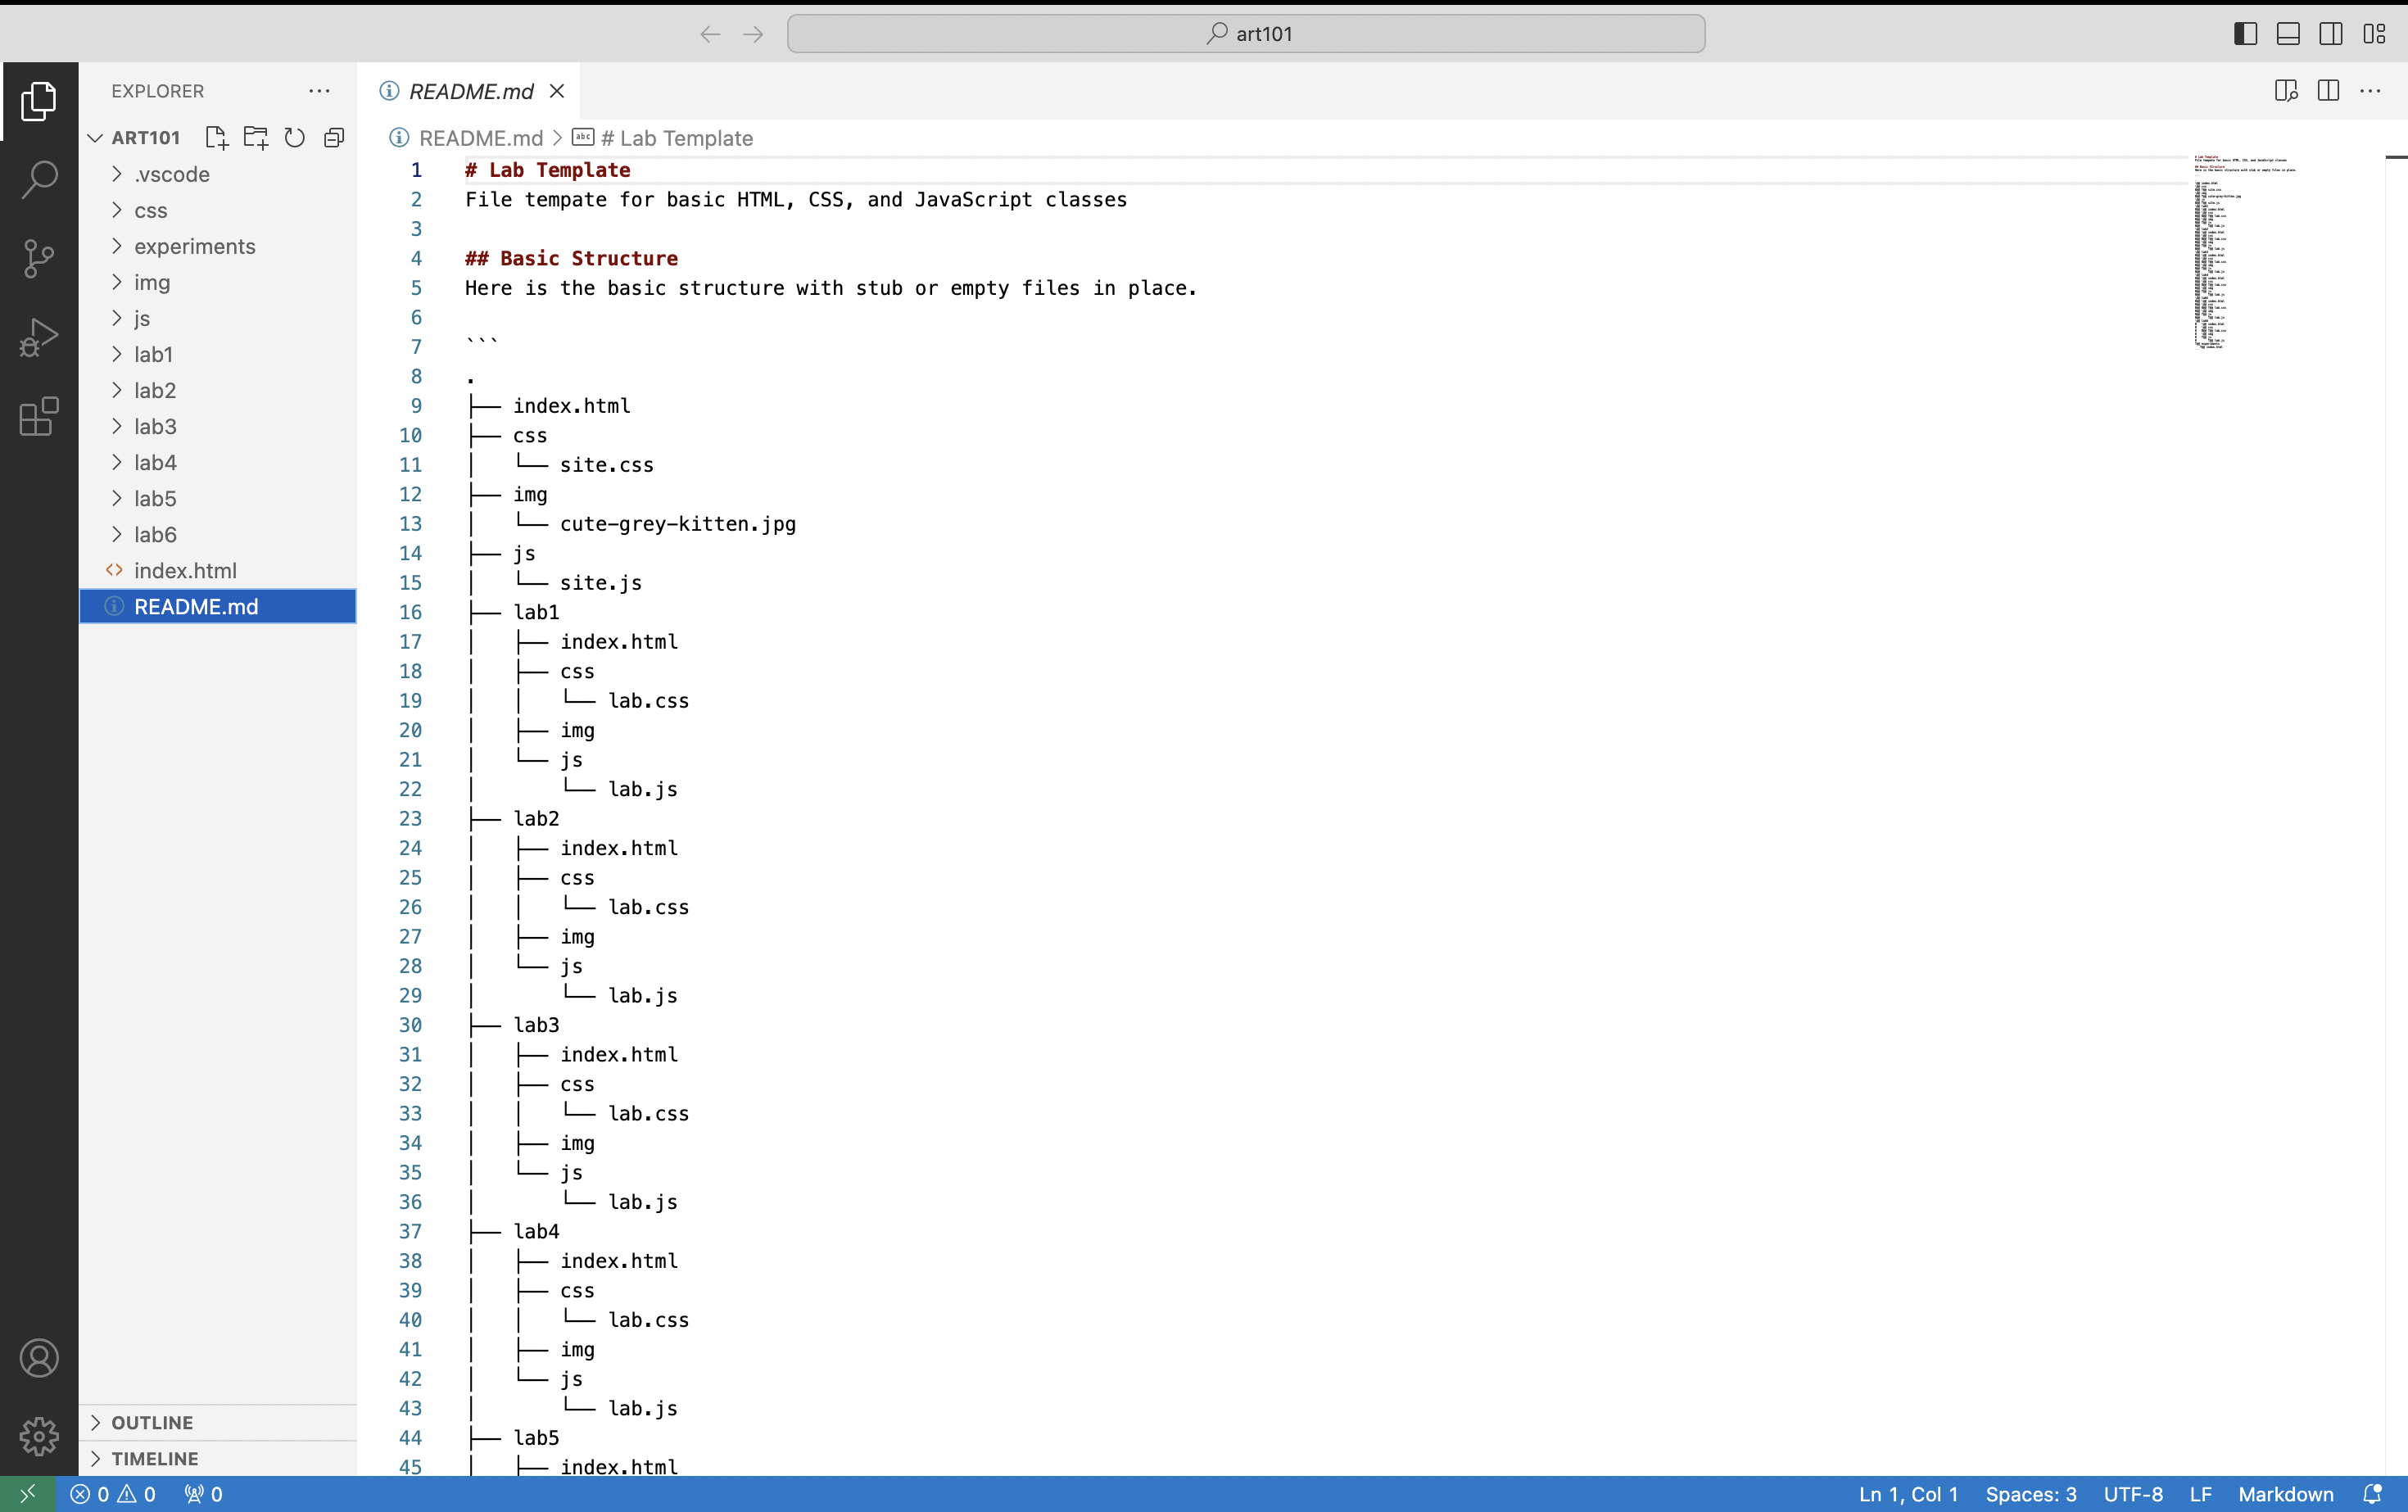 art101
EXPLORER
ART101
.vscode
css
experiments
img
js
lab1
lab2
lab3
lab4
lab5
lab6
index.html
README.md
README.md
README.md > # Lab Template
1 # Lab Template
2 File tempate for basic HTML, CSS, and JavaScript classes
3
4 ## Basic Structure
5 Here is the basic structure with stub or empty files in place.
6
7 ```
8 .
9 ├── index.html
10 ├── css
11 │   └── site.css
12 ├── img
13 │   └── cute-grey-kitten.jpg
14 ├── js
15 │   └── site.js
16 ├── lab1
17 │   ├── index.html
18 │   ├── css
19 │   │   └── lab.css
20 │   ├── img
21 │   └── js
22 │       └── lab.js
23 ├── lab2
24 │   ├── index.html
25 │   ├── css
26 │   │   └── lab.css
27 │   ├── img
28 │   └── js
29 │       └── lab.js
30 ├── lab3
31 │   ├── index.html
32 │   ├── css
33 │   │   └── lab.css
34 │   ├── img
35 │   └── js
36 │       └── lab.js
37 ├── lab4
38 │   ├── index.html
39 │   ├── css
40 │   │   └── lab.css
41 │   ├── img
42 │   └── js
43 │       └── lab.js
44 ├── lab5
45 │   ├── index.html
OUTLINE
TIMELINE
0 0 0
Ln 1, Col 1 Spaces: 3 UTF-8 LF Markdown